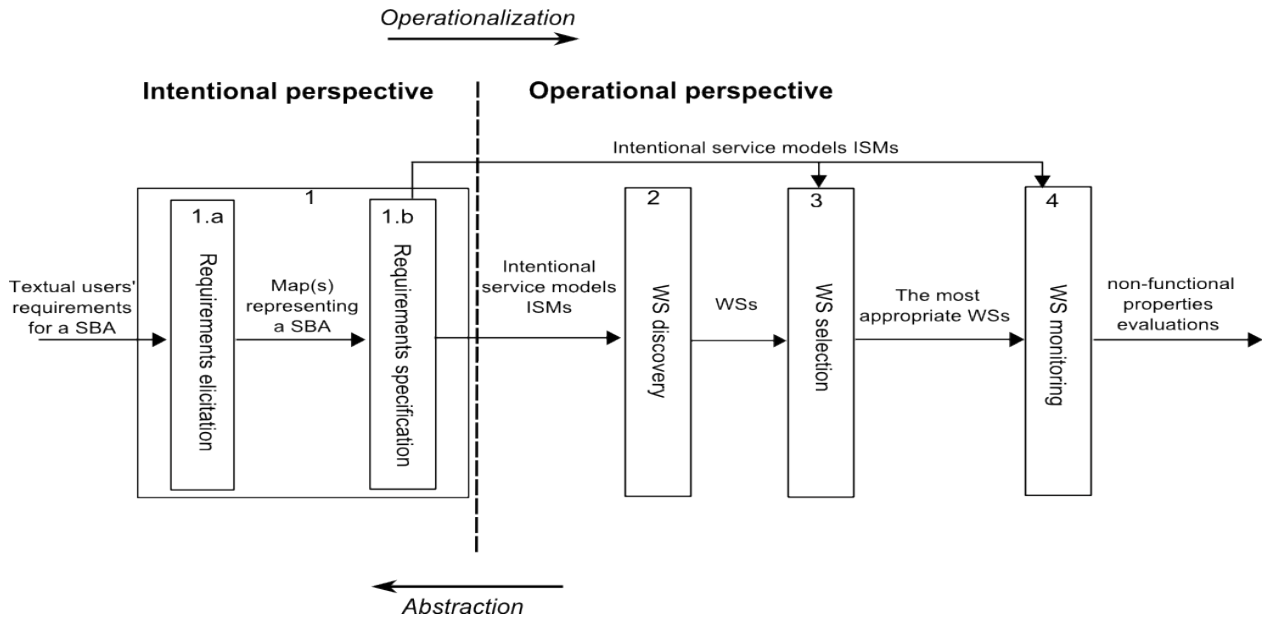 Operationalization
Intentional perspective
Operational perspective
Intentional service models ISMs
1
1.a
1.b
2
3
4
Textual users'
requirements
for a SBA
Requirements elicitation
Map(s)
representing
a SBA
Requirements specification
Intentional
service models
ISMs
WS discovery
WSs
WS selection
The most
appropriate WSs
WS monitoring
non-functional
properties
evaluations
Abstraction